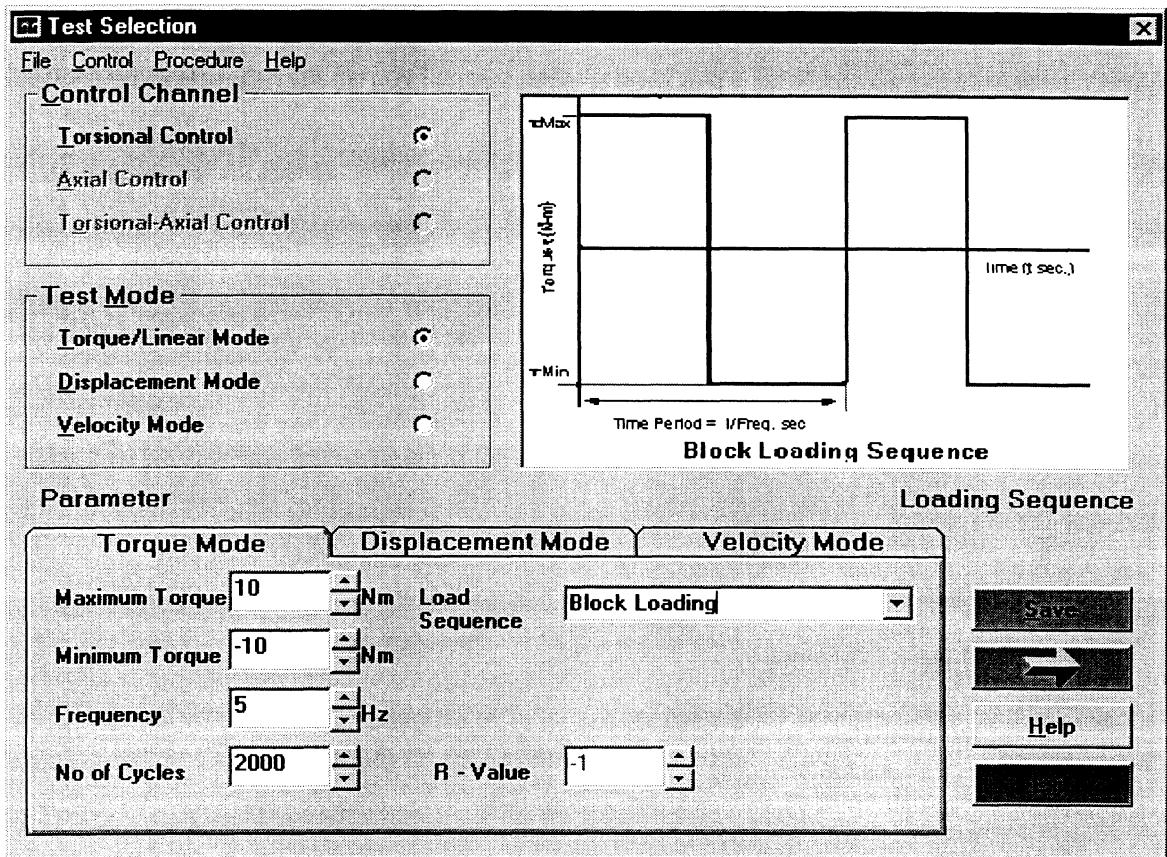 Test Selection
File Control Procedure Help
Control Channel
Torsional Control
Axial Control
Torsional-Axial Control
Test Mode
Torque/Linear Mode
Displacement Mode
Velocity Mode
τMax
Torque τ (N-m)
Time (t sec.)
τMin
Time Period = 1/Freq. sec
Block Loading Sequence
Parameter
Loading Sequence
Torque Mode Displacement Mode Velocity Mode
Maximum Torque 10 Nm Load Sequence Block Loading
Minimum Torque -10 Nm
Frequency 5 Hz
No of Cycles 2000 R - Value -1
Save
Help